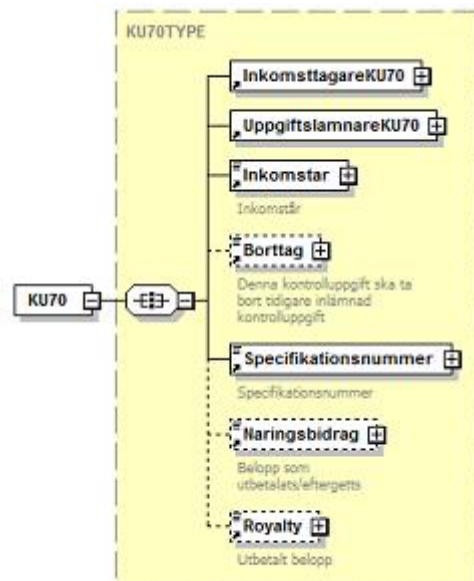 KU70TYPE
InkomsttagareKU70
UppgiftslamnareKU70
Inkomstar
Inkomstår
Borttag
Denna kontrolluppgift ska ta
bort tidigare inlämnad
kontrolluppgift
KU70
Specifikationsnummer
Specifikationsnummer
Naringsbidrag
Belopp som
utbetalats/eftergetts
Royalty
Utbetalt belopp